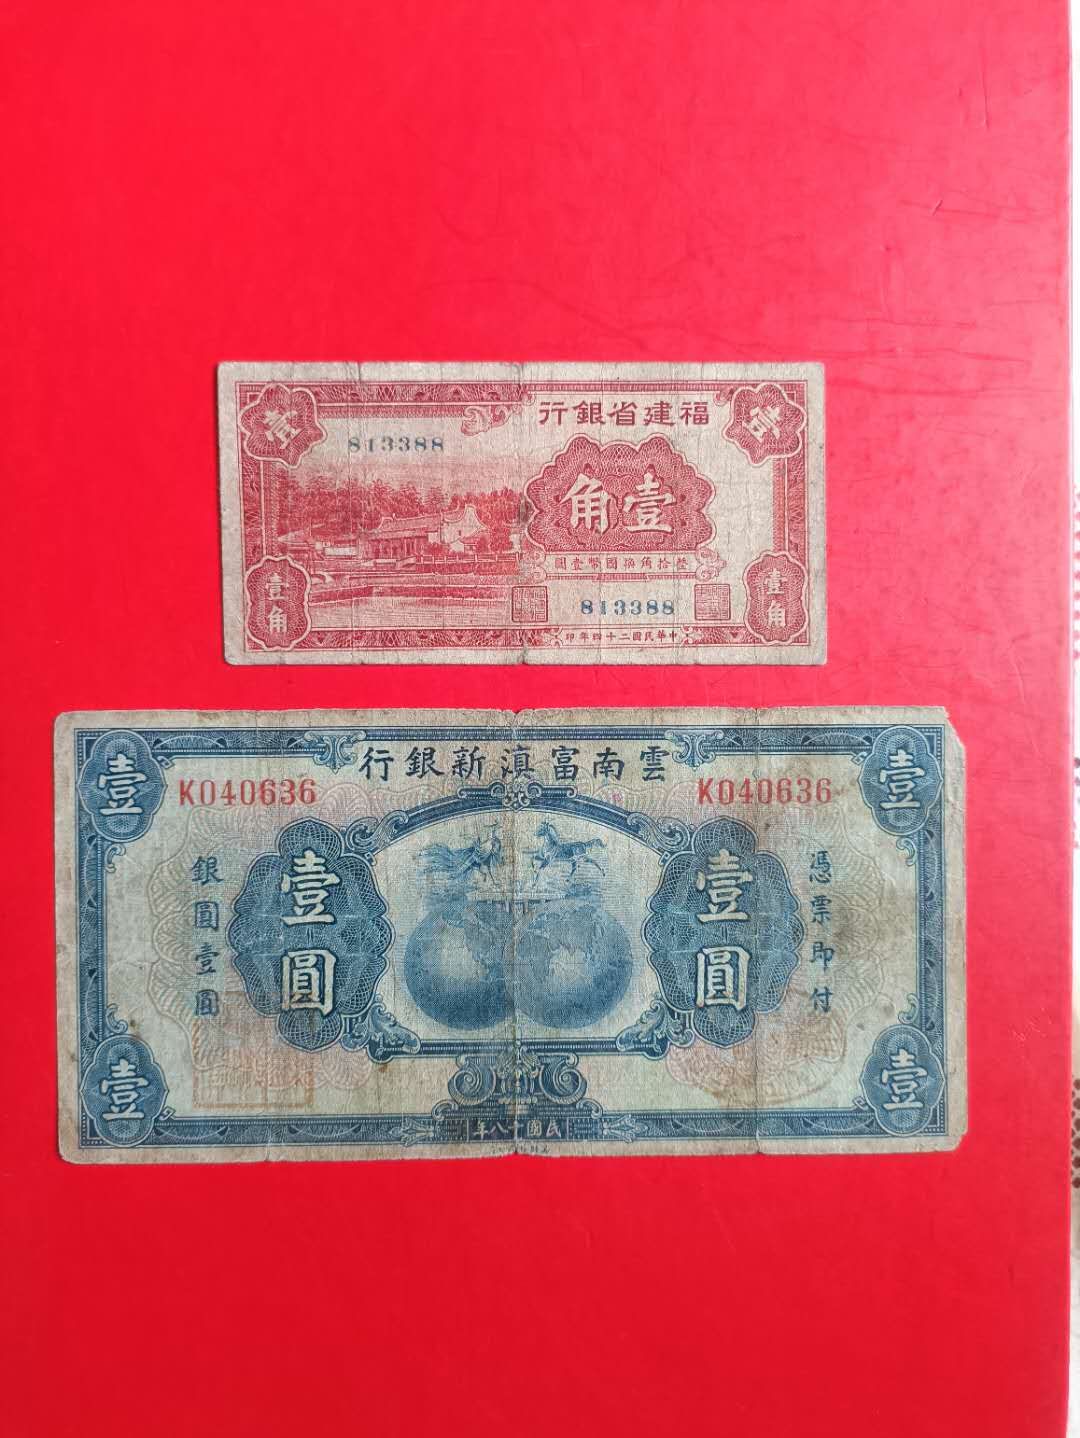 福建省銀行
壹
壹
813388
壹角
壹角
壹角
積拾角換國幣壹圓
813388
中華民國二十四年印
雲南富滇新銀行
壹
壹
K040636
K040636
憑票即付
壹圓
壹圓
銀圓壹圓
壹
壹
民國十八年